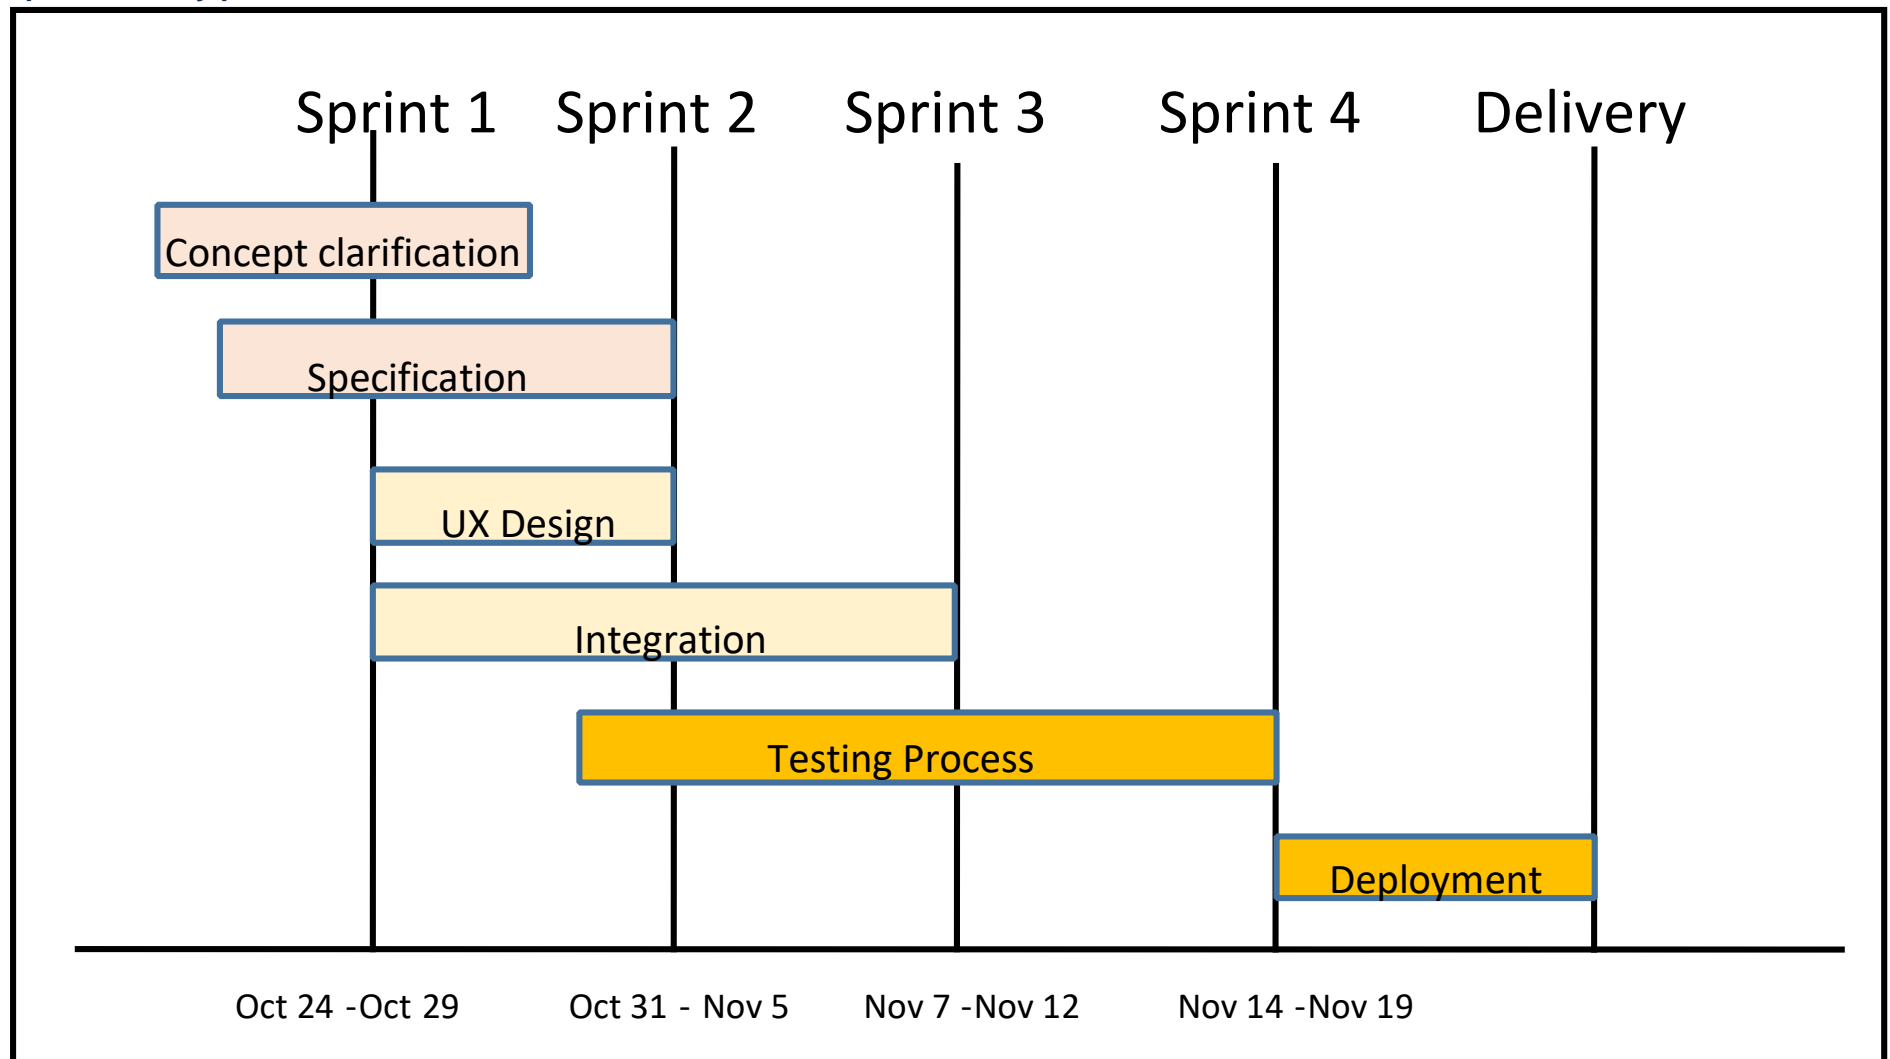 Sprint 1 Sprint 2 Sprint 3 Sprint 4 Delivery
Concept clarification
Specification
UX Design
Integration
Testing Process
Deployment
Oct 24 -Oct 29 Oct 31 - Nov 5 Nov 7 -Nov 12 Nov 14 -Nov 19